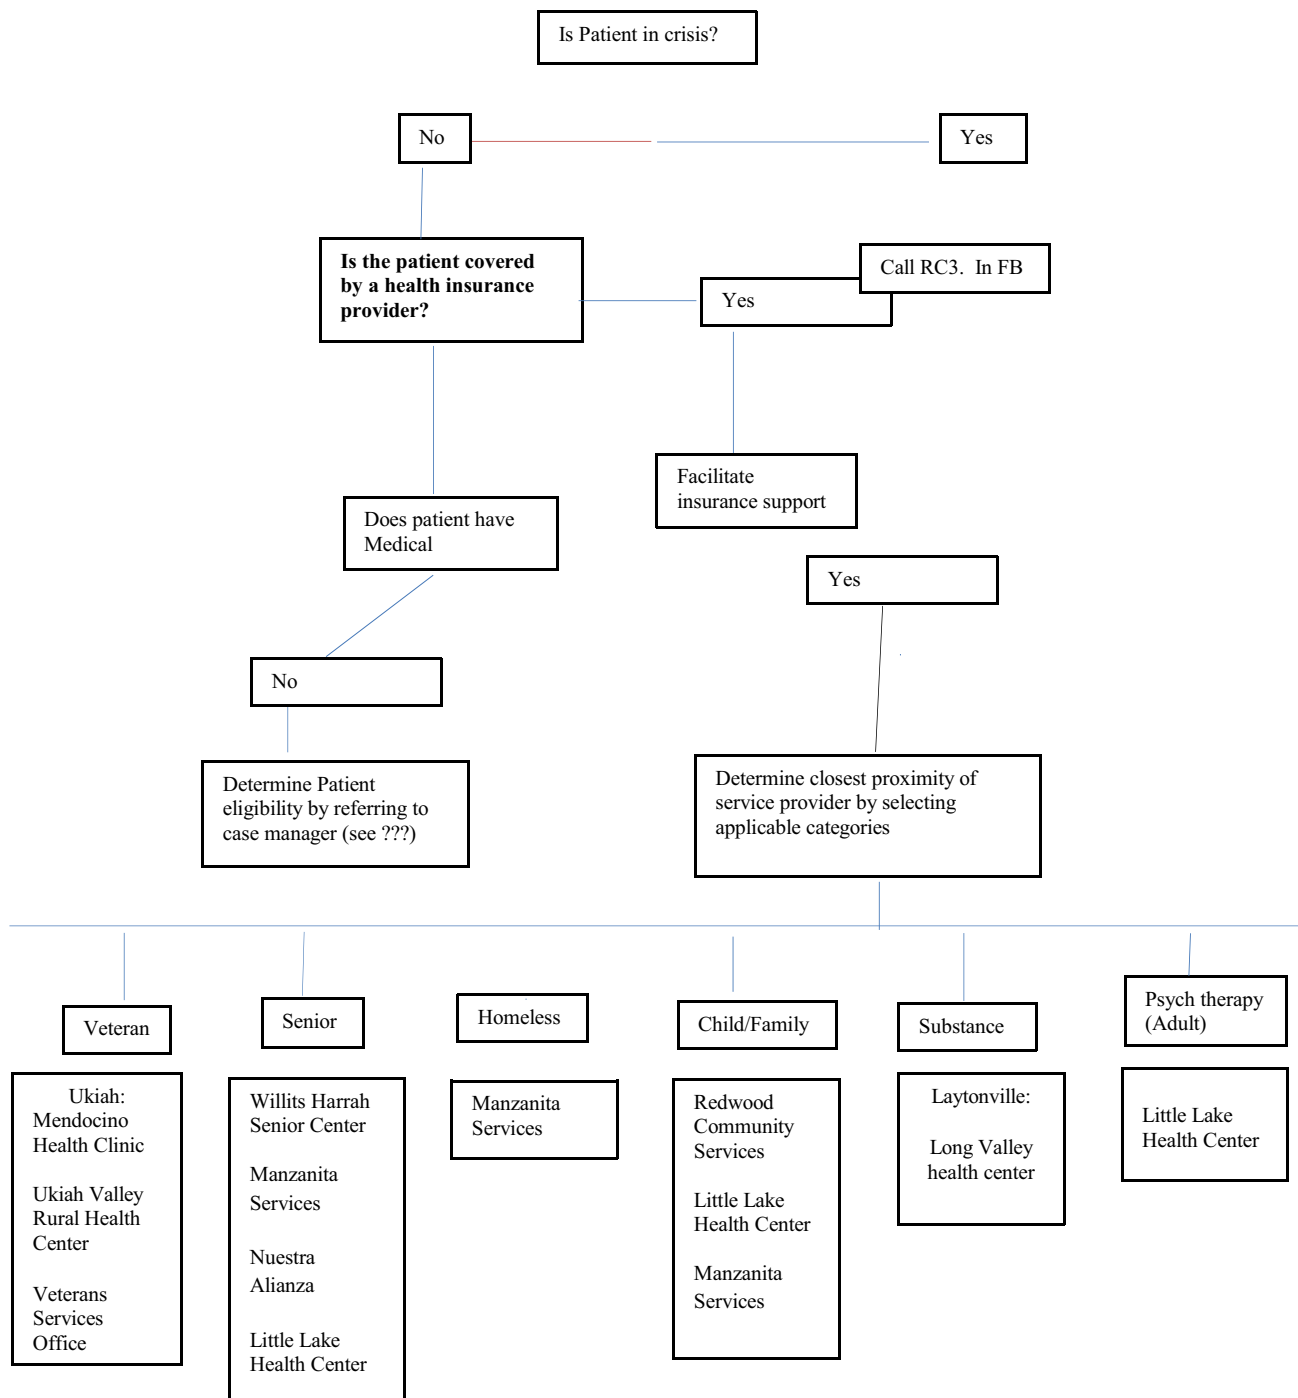 Is Patient in crisis?
No
Yes
Is the patient covered
by a health insurance
provider?
Call RC3.  In FB
Yes
Facilitate
insurance support
Does patient have
Medical
Yes
No
Determine Patient
eligibility by referring to
case manager (see ???)
Determine closest proximity of
service provider by selecting
applicable categories
Veteran
Senior
Homeless
Child/Family
Substance
Psych therapy
(Adult)
Ukiah:
Mendocino
Health Clinic
Ukiah Valley
Rural Health
Center
Veterans
Services
Office
Willits Harrah
Senior Center
Manzanita
Services
Nuestra
Alianza
Little Lake
Health Center
Manzanita
Services
Redwood
Community
Services
Little Lake
Health Center
Manzanita
Services
Laytonville:
Long Valley
health center
Little Lake
Health Center